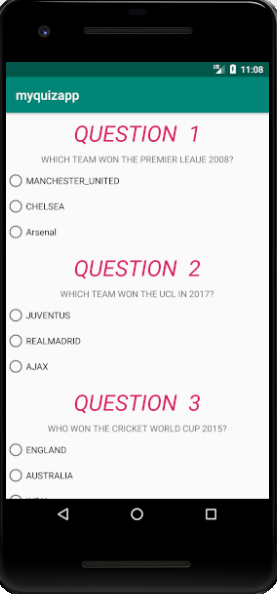 11:08
myquizapp
QUESTION 1
WHICH TEAM WON THE PREMIER LEAUE 2008?
MANCHESTER_UNITED
CHELSEA
Arsenal
QUESTION 2
WHICH TEAM WON THE UCL IN 2017?
JUVENTUS
REALMADRID
AJAX
QUESTION 3
WHO WON THE CRICKET WORLD CUP 2015?
ENGLAND
AUSTRALIA